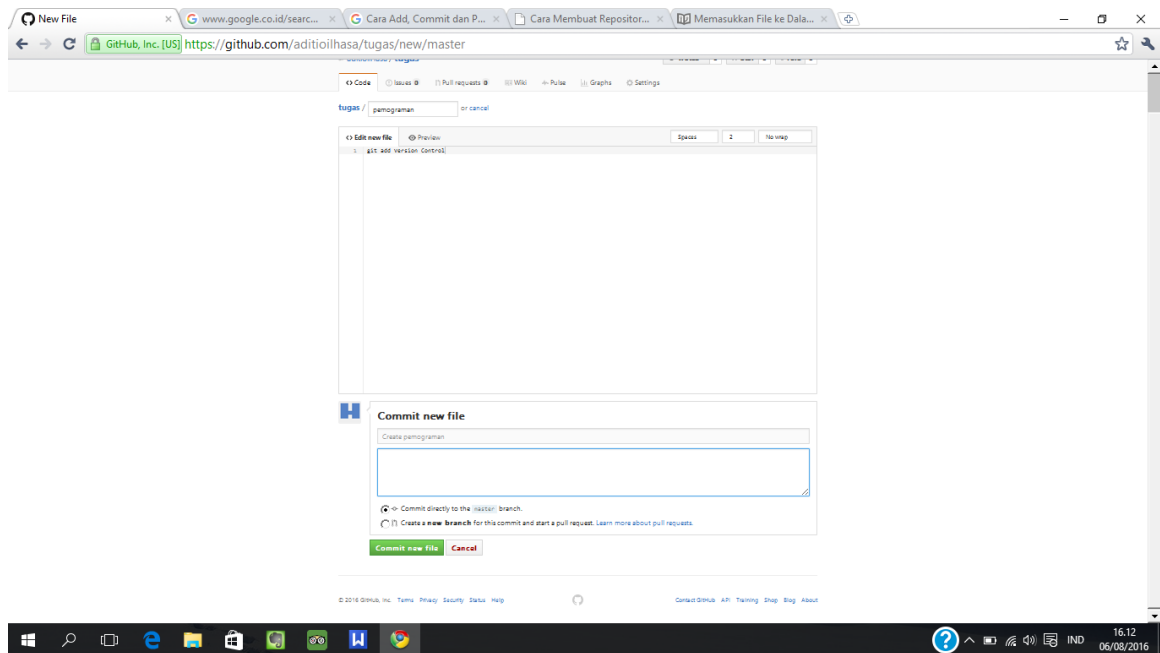 New File
www.google.co.id/searc...
Cara Add, Commit dan P...
Cara Membuat Repositor...
Memasukkan File ke Dala...
GitHub, Inc. [US] https://github.com/aditioilhasa/tugas/new/master
Code Issues 0 Pull requests 0 Wiki Pulse Graphs Settings
tugas / pemograman or cancel
Edit new file Preview Spaces 2 No wrap
1 git add Version Control
Commit new file
Create pemograman
Commit directly to the master branch.
Create a new branch for this commit and start a pull request. Learn more about pull requests.
Commit new file Cancel
© 2016 GitHub, Inc. Terms Privacy Security Status Help Contact GitHub API Training Shop Blog About
IND
16.12
06/08/2016